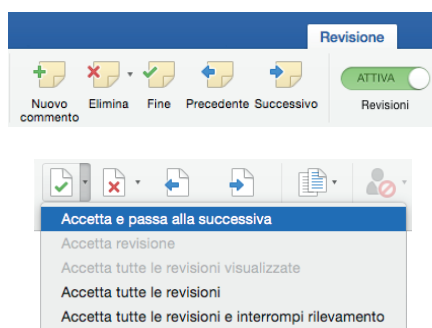 Revisione
Nuovo commento
Elimina
Fine
Precedente
Successivo
ATTIVA
Revisioni
Accetta e passa alla successiva
Accetta revisione
Accetta tutte le revisioni visualizzate
Accetta tutte le revisioni
Accetta tutte le revisioni e interrompi rilevamento